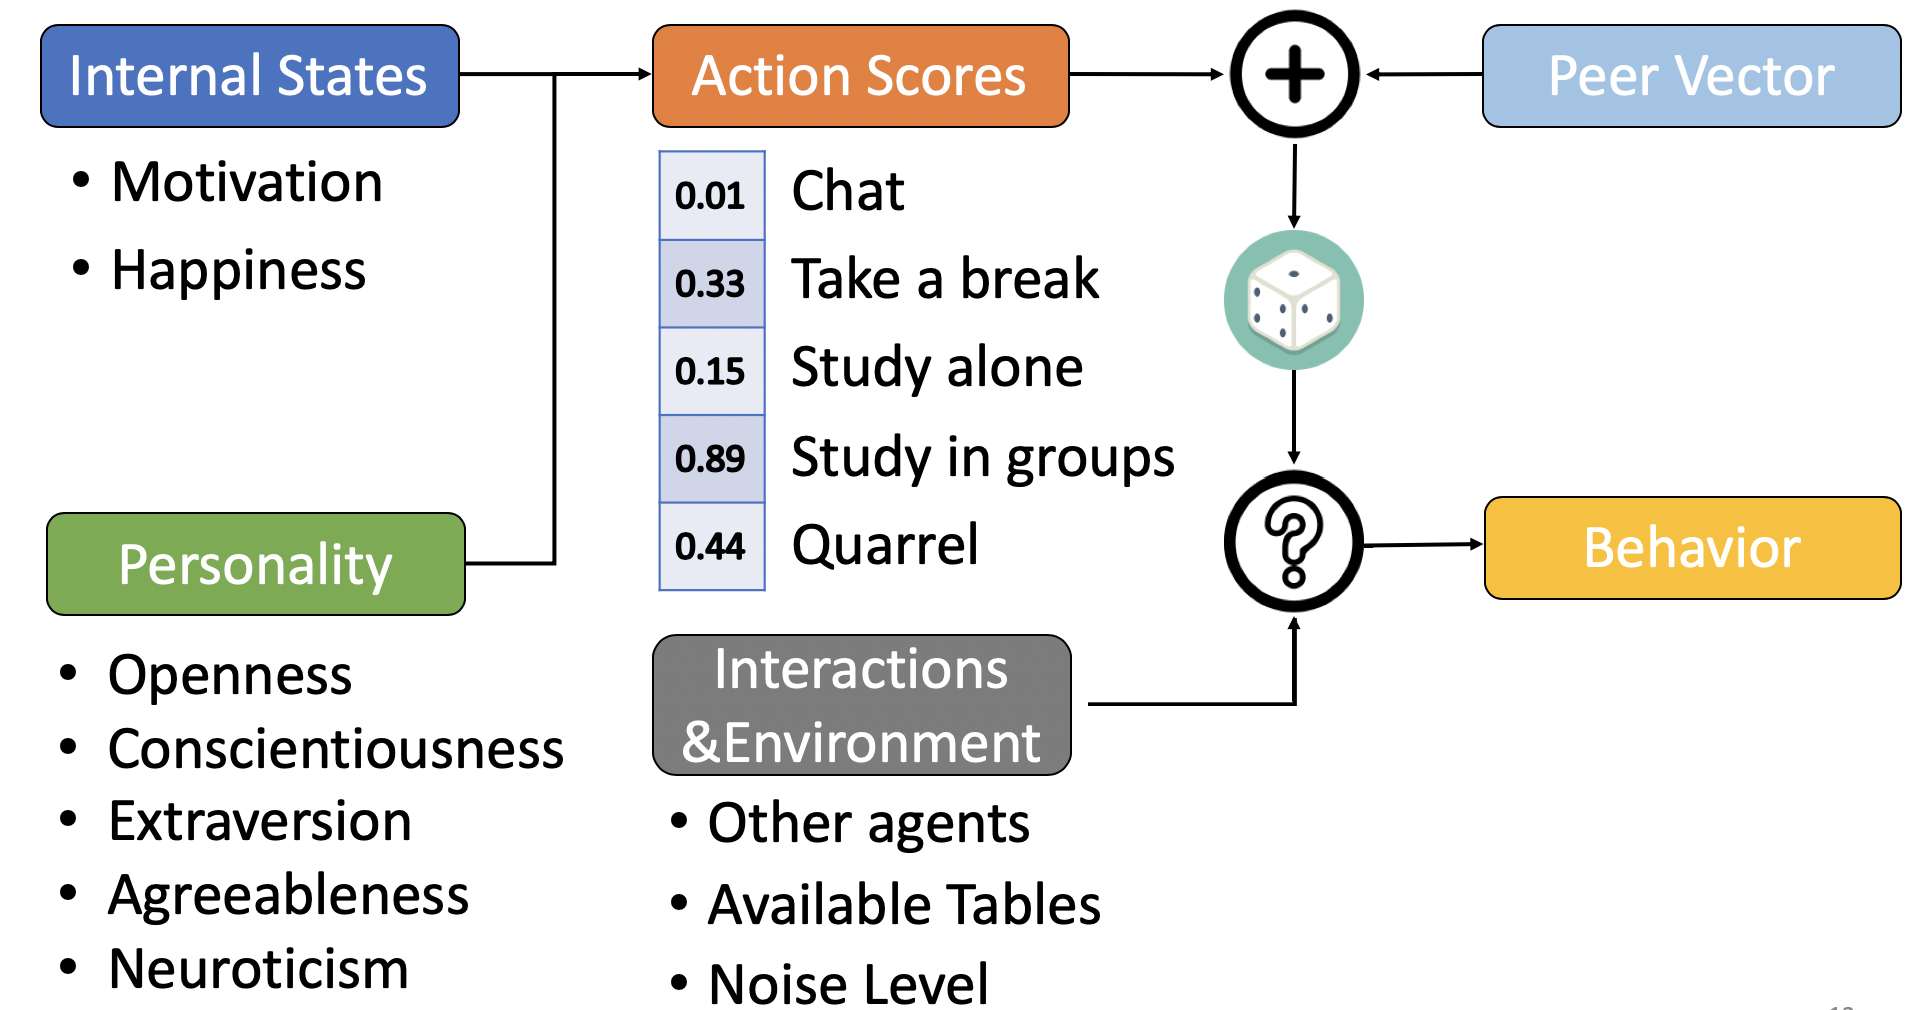 Internal States
• Motivation
• Happiness
Personality
• Openness
• Conscientiousness
• Extraversion
• Agreeableness
• Neuroticism
Action Scores
0.01 Chat
0.33 Take a break
0.15 Study alone
0.89 Study in groups
0.44 Quarrel
Interactions
&Environment
• Other agents
• Available Tables
• Noise Level
Peer Vector
Behavior